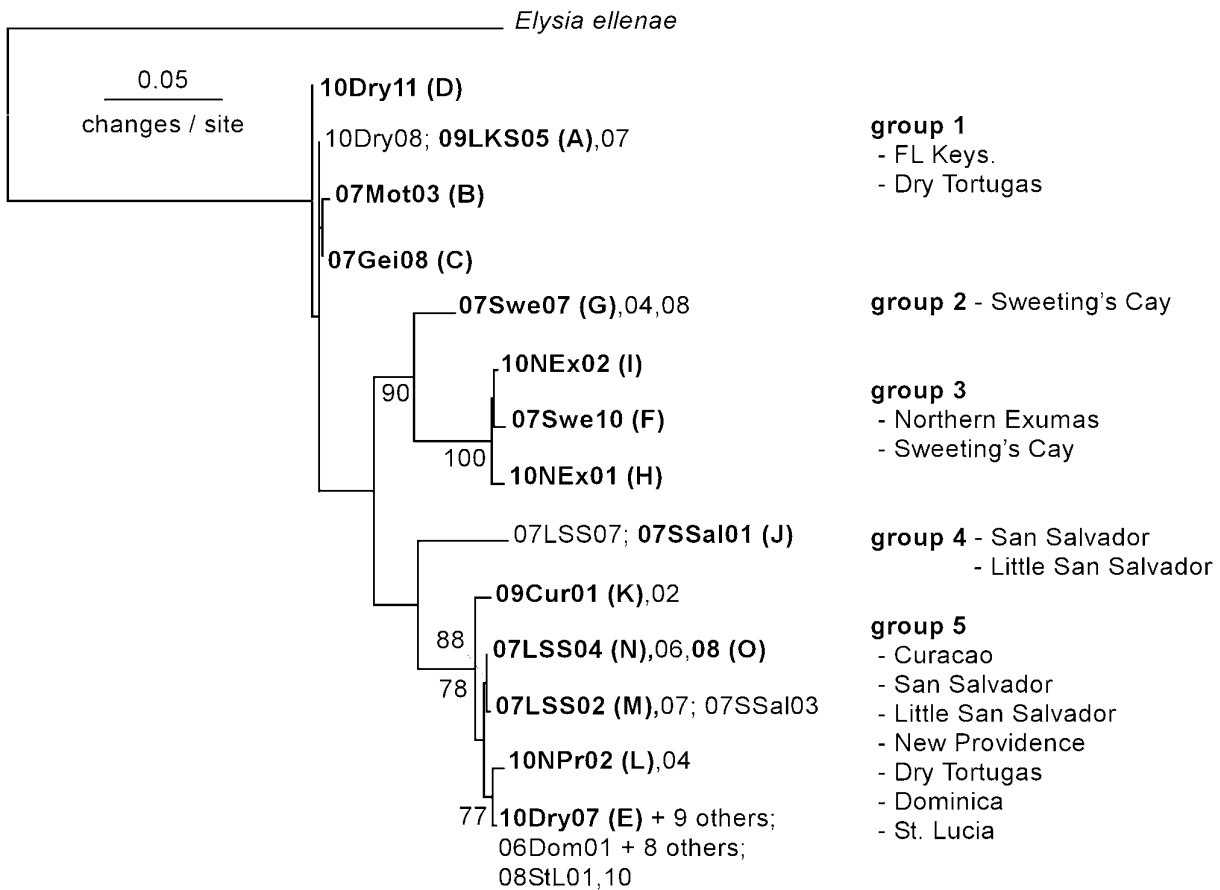 Elysia ellenae
0.05
changes / site
10Dry11 (D)
10Dry08; 09LKS05 (A),07
07Mot03 (B)
07Gei08 (C)
group 1
- FL Keys.
- Dry Tortugas
07Swe07 (G),04,08
group 2 - Sweeting's Cay
90
10NEx02 (I)
07Swe10 (F)
100
10NEx01 (H)
group 3
- Northern Exumas
- Sweeting's Cay
07LSS07; 07SSal01 (J)
group 4 - San Salvador
- Little San Salvador
09Cur01 (K),02
88
07LSS04 (N),06,08 (O)
78
07LSS02 (M),07; 07SSal03
10NPr02 (L),04
77
10Dry07 (E) + 9 others;
06Dom01 + 8 others;
08StL01,10
group 5
- Curacao
- San Salvador
- Little San Salvador
- New Providence
- Dry Tortugas
- Dominica
- St. Lucia